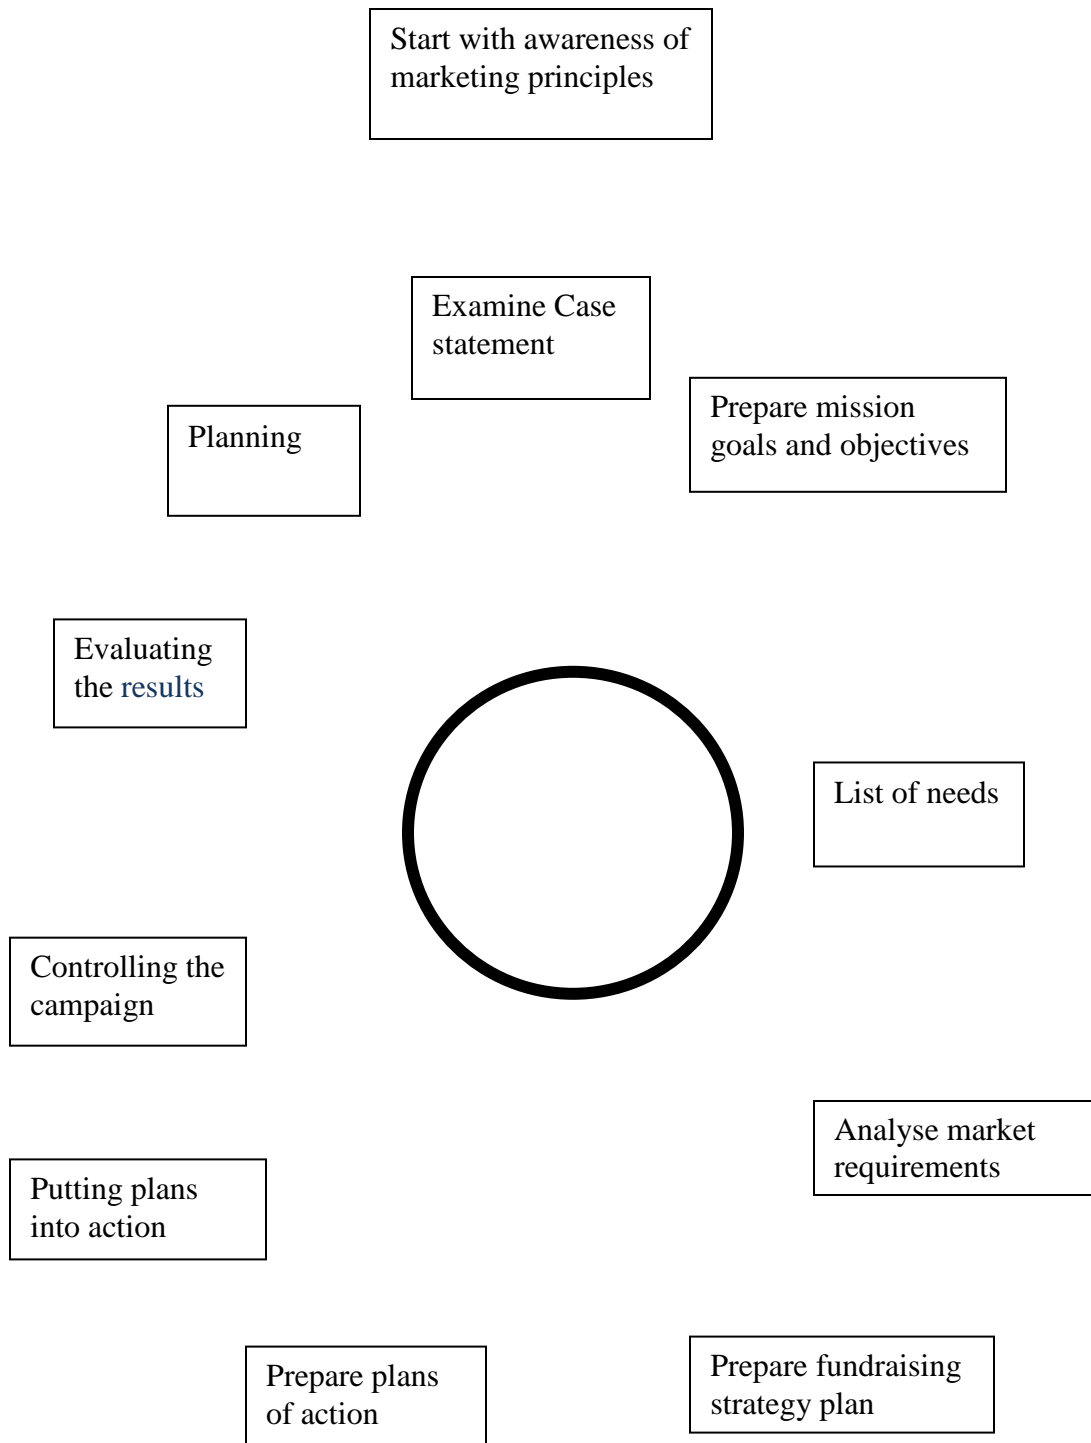 Start with awareness of
marketing principles
Examine Case
statement
Prepare mission
goals and objectives
Planning
Evaluating
the results
List of needs
Controlling the
campaign
Analyse market
requirements
Putting plans
into action
Prepare fundraising
strategy plan
Prepare plans
of action